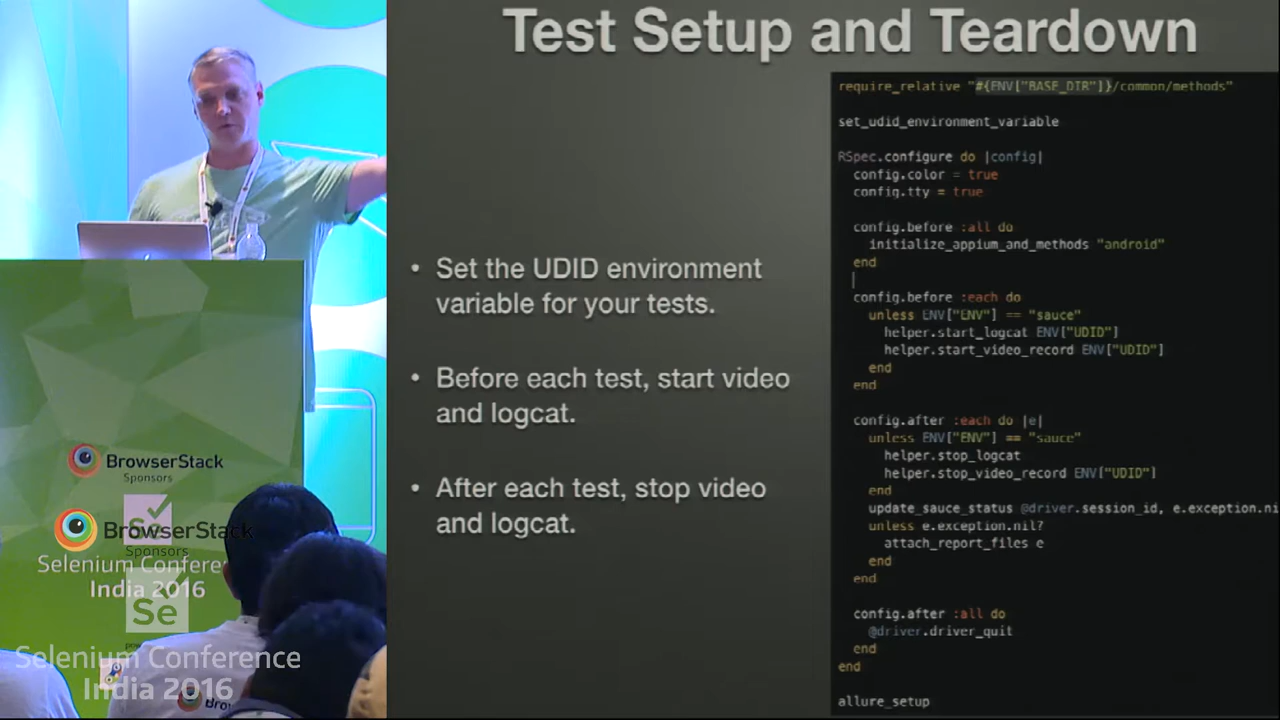 Test Setup and Teardown
• Set the UDID environment
variable for your tests.
• Before each test, start video
and logcat.
• After each test, stop video
and logcat.
require_relative "#{ENV["BASE_DIR"]}/common/methods"
set_udid_environment_variable
RSpec.configure do |config|
config.color = true
config.tty = true
config.before :all do
initialize_appium_and_methods "android"
end
config.before :each do
unless ENV["ENV"] == "sauce"
helper.start_logcat ENV["UDID"]
helper.start_video_record ENV["UDID"]
end
end
config.after :each do |e|
unless ENV["ENV"] == "sauce"
helper.stop_logcat
helper.stop_video_record ENV["UDID"]
end
update_sauce_status @driver.session_id, e.exception.ni
unless e.exception.nil?
attach_report_files e
end
end
config.after :all do
@driver.driver_quit
end
end
allure_setup
BrowserStack
Sponsors
Se
BrowserStack
Sponsors
Selenium Confere
India 2016
Se
Selenium Conference
India 2016